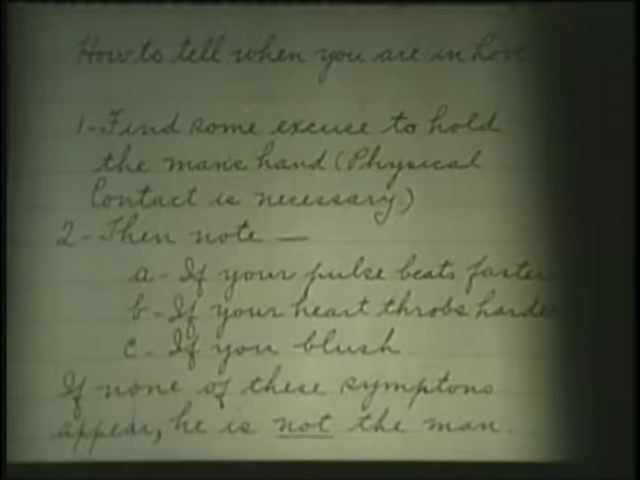 How to tell when you are in Love
1-Find some excuse to hold
the man's hand (Physical
Contact is necessary)
2-Then note —
a-If your pulse beats faster
b-If your heart throbs harder
c-If you blush
If none of these symptons
appear, he is not the man.